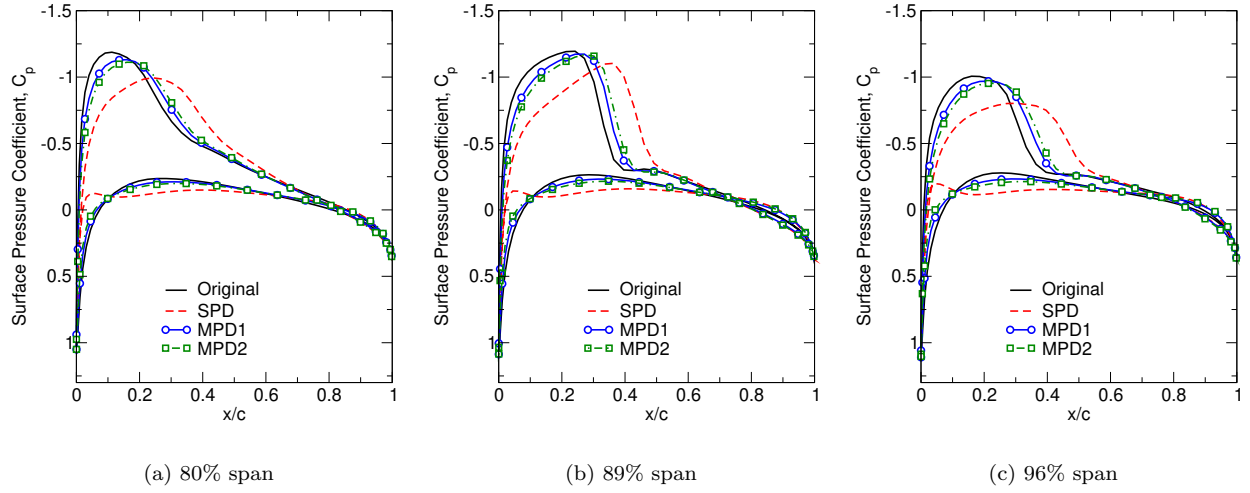 -1.5
-1
-0.5
0
0.5
1
Surface Pressure Coefficient, Cp
Original
SPD
MPD1
MPD2
0 0.2 0.4 0.6 0.8 1
x/c
(a) 80% span
-1.5
-1
-0.5
0
0.5
1
Surface Pressure Coefficient, Cp
Original
SPD
MPD1
MPD2
0 0.2 0.4 0.6 0.8 1
x/c
(b) 89% span
-1.5
-1
-0.5
0
0.5
1
Surface Pressure Coefficient, Cp
Original
SPD
MPD1
MPD2
0 0.2 0.4 0.6 0.8 1
x/c
(c) 96% span